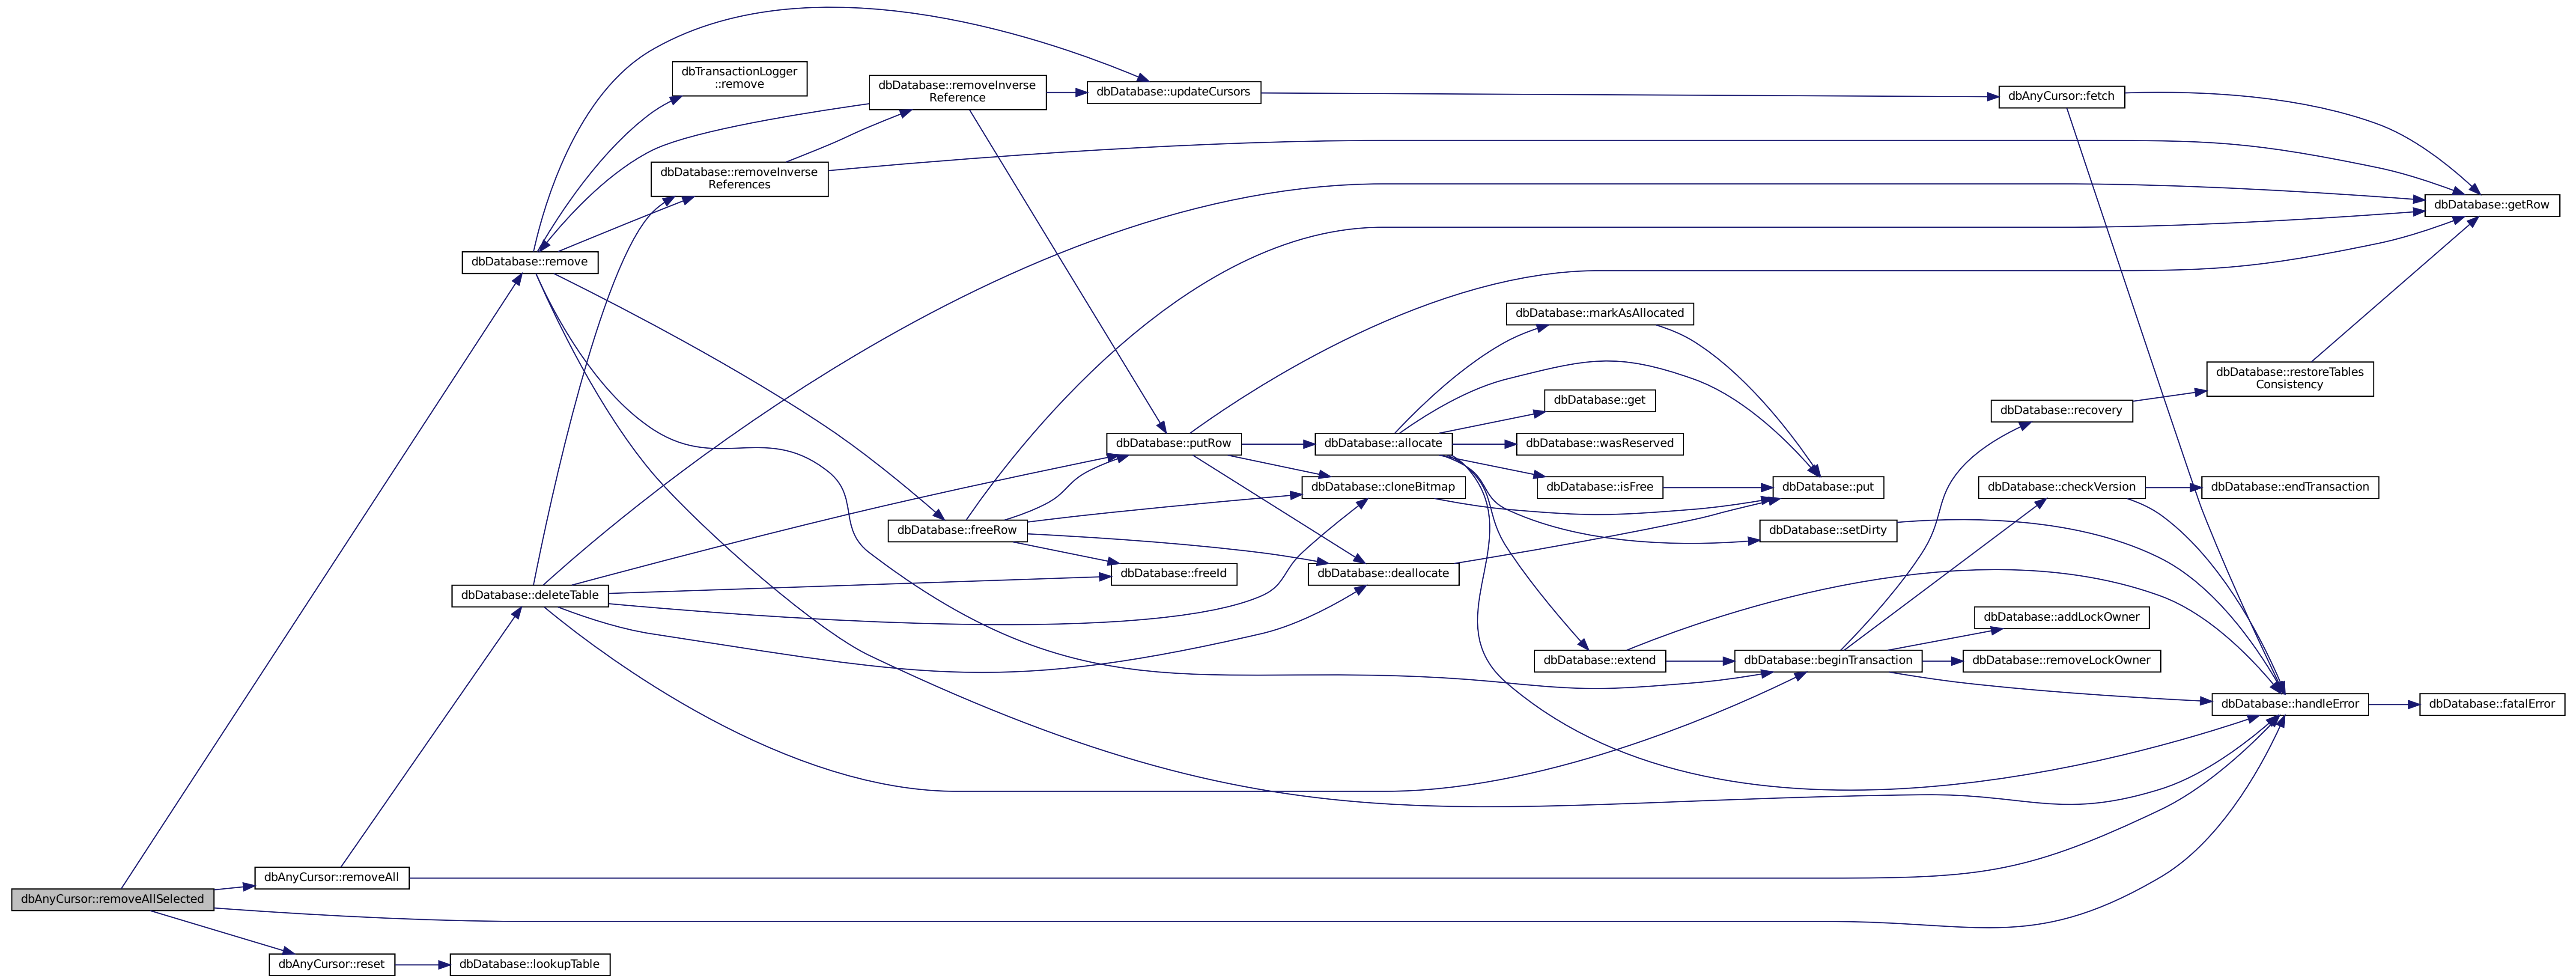 dbTransactionLogger
::remove
dbDatabase::removeInverse
Reference
dbDatabase::updateCursors
dbAnyCursor::fetch
dbDatabase::removeInverse
References
dbDatabase::getRow
dbDatabase::remove
dbDatabase::markAsAllocated
dbDatabase::restoreTables
Consistency
dbDatabase::get
dbDatabase::recovery
dbDatabase::putRow
dbDatabase::allocate
dbDatabase::wasReserved
dbDatabase::cloneBitmap
dbDatabase::isFree
dbDatabase::put
dbDatabase::checkVersion
dbDatabase::endTransaction
dbDatabase::freeRow
dbDatabase::setDirty
dbDatabase::freeId
dbDatabase::deallocate
dbDatabase::deleteTable
dbDatabase::addLockOwner
dbDatabase::extend
dbDatabase::beginTransaction
dbDatabase::removeLockOwner
dbDatabase::handleError
dbDatabase::fatalError
dbAnyCursor::removeAll
dbAnyCursor::removeAllSelected
dbAnyCursor::reset
dbDatabase::lookupTable